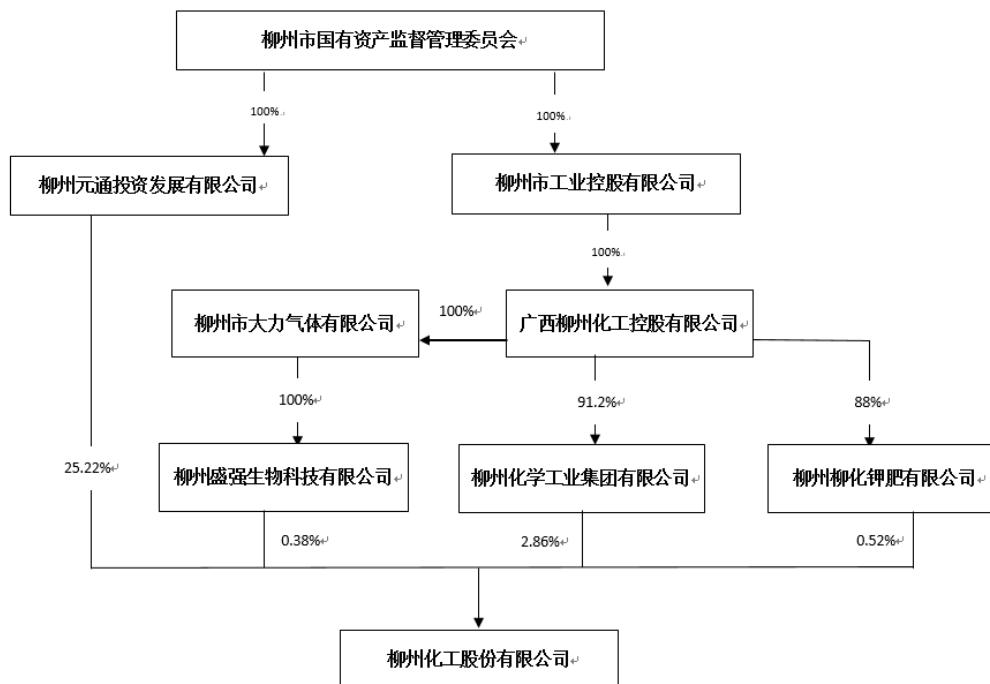 柳州市国有资产监督管理委员会
100%
100%
柳州元通投资发展有限公司
柳州市工业控股有限公司
100%
柳州市大力气体有限公司
100%
广西柳州化工控股有限公司
100%
91.2%
88%
25.22%
柳州盛强生物科技有限公司
柳州化学工业集团有限公司
柳州柳化钾肥有限公司
0.38%
2.86%
0.52%
柳州化工股份有限公司